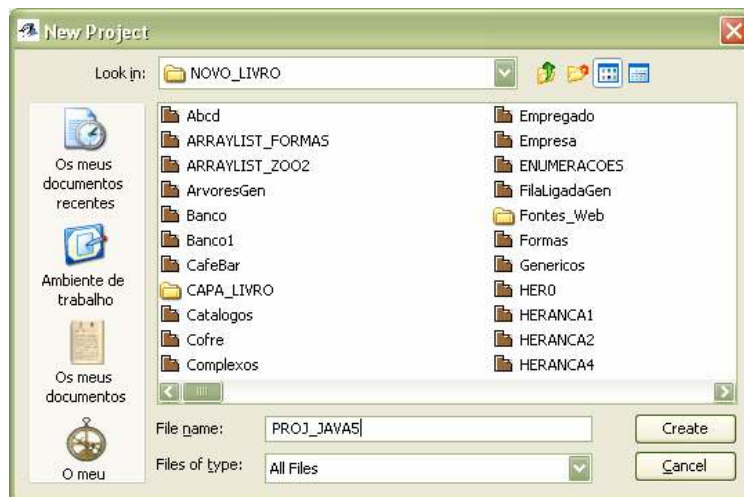 New Project
Look in:
NOVO_LIVRO
Os meus
documentos
recentes
Ambiente de
trabalho
Os meus
documentos
O meu
Abcd
ARRAYLIST_FORMAS
ARRAYLIST_ZOO2
ArvoresGen
Banco
Banco1
CafeBar
CAPA_LIVRO
Catalogos
Cofre
Complexos
Empregado
Empresa
ENUMERACOES
FilaLigadaGen
Fontes_Web
Formas
Genericos
HER0
HERANCA1
HERANCA2
HERANCA4
File name:
PROJ_JAVA5
Create
Files of type:
All Files
Cancel